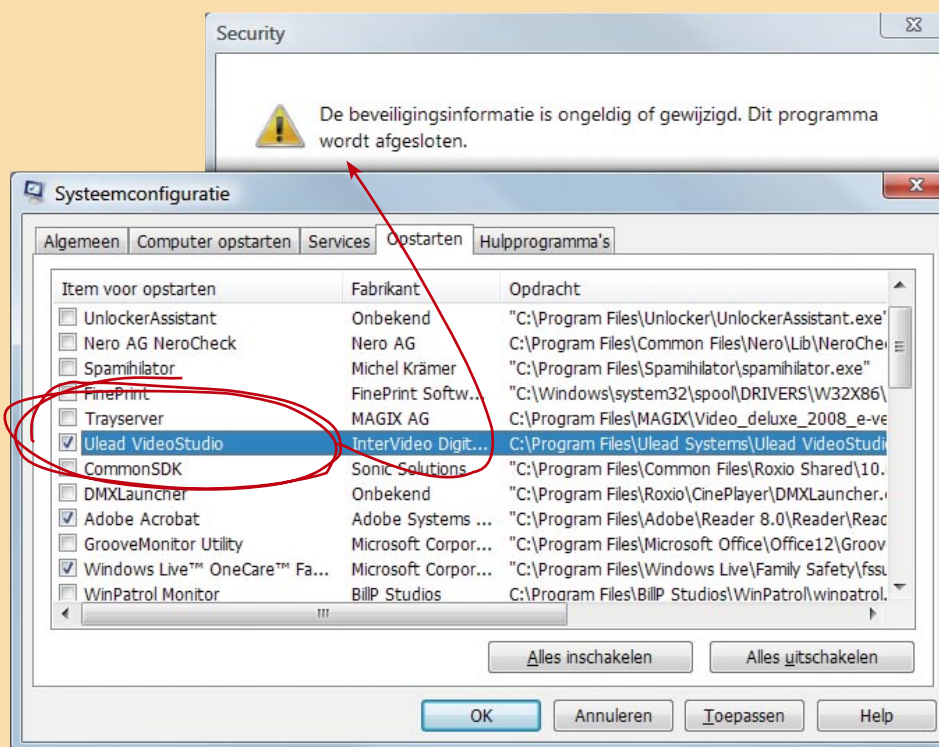 Security
De beveiligingsinformatie is ongeldig of gewijzigd. Dit programma
wordt afgesloten.
Systeemconfiguratie
Algemeen Computer opstarten Services Opstarten Hulpprogramma's
Item voor opstarten Fabrikant Opdracht
UnlockerAssistant Onbekend "C:\Program Files\Unlocker\UnlockerAssistant.exe"
Nero AG NeroCheck Nero AG C:\Program Files\Common Files\Nero\Lib\NeroChe
Spamihilator Michel Krämer "C:\Program Files\Spamihilator\spamihilator.exe"
FinePrint FinePrint Softw... "C:\Windows\system32\spool\DRIVERS\W32X86\
Trayserver MAGIX AG C:\Program Files\MAGIX\Video_deluxe_2008_e-ve
Ulead VideoStudio InterVideo Digit... C:\Program Files\Ulead Systems\Ulead VideoStudi
CommonSDK Sonic Solutions "C:\Program Files\Common Files\Roxio Shared\10.
DMXLauncher Onbekend "C:\Program Files\Roxio\CinePlayer\DMXLauncher.
Adobe Acrobat Adobe Systems ... "C:\Program Files\Adobe\Reader 8.0\Reader\Read
GrooveMonitor Utility Microsoft Corpor... "C:\Program Files\Microsoft Office\Office12\Groov
Windows Live™ OneCare™ Fa... Microsoft Corpor... "C:\Program Files\Windows Live\Family Safety\fssu
WinPatrol Monitor BillP Studios C:\Program Files\BillP Studios\WinPatrol\winpatrol.
Alles inschakelen Alles uitschakelen
OK Annuleren Toepassen Help